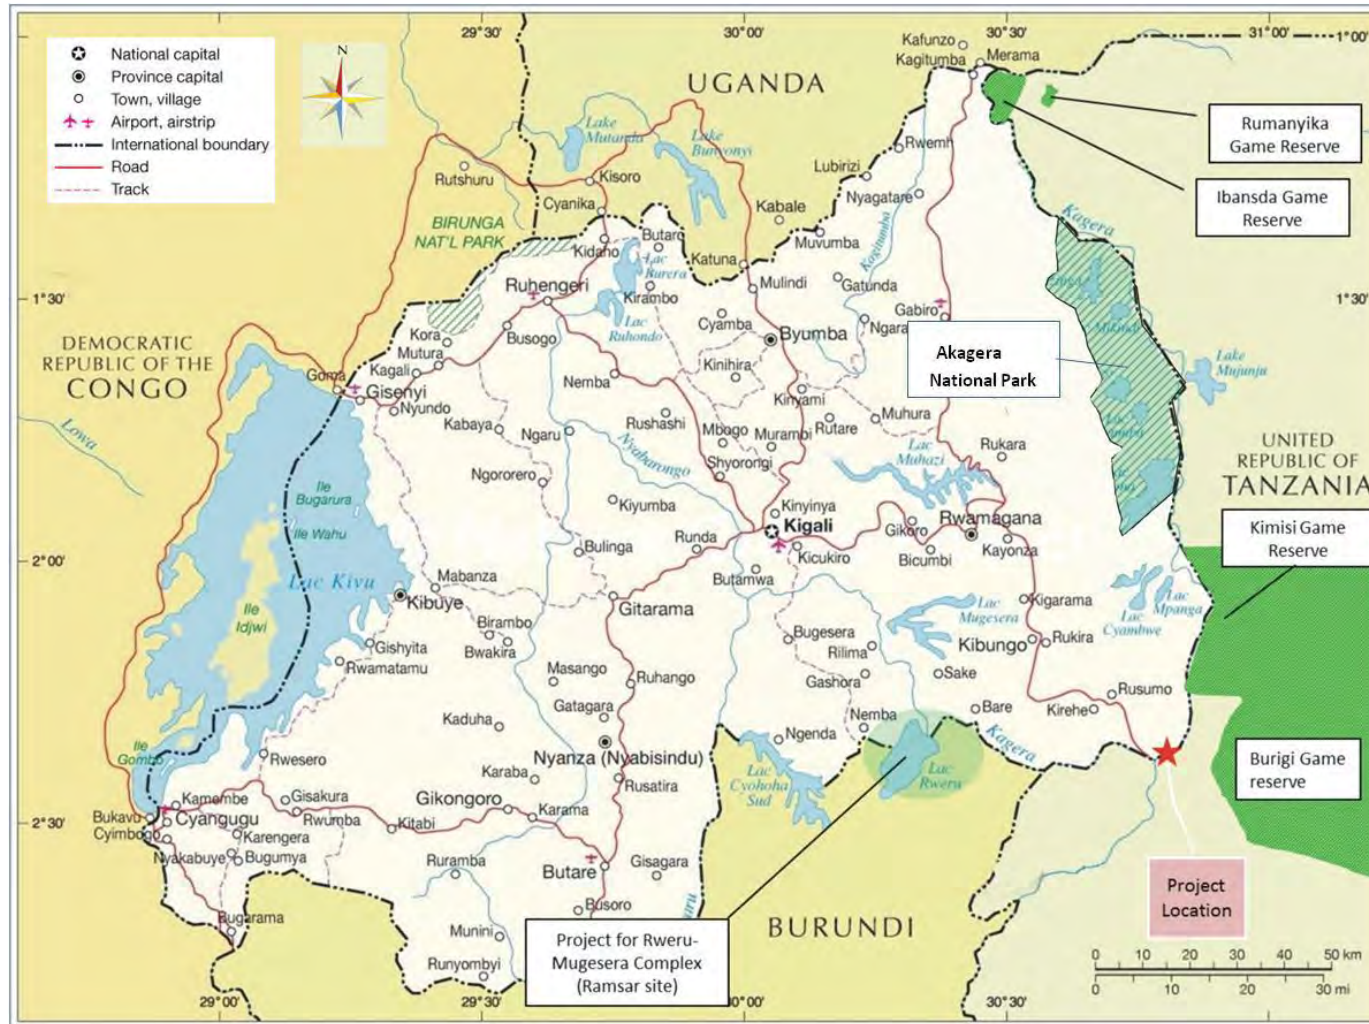 29°30'
30°00'
30°30'
31°00'
1°00'
National capital
Province capital
Town, village
Airport, airstrip
International boundary
Road
Track
N
UGANDA
Kafunzo
Kagitumba
Merama
Rumanyika
Game Reserve
Ibansda Game
Reserve
Lake
Mutanda
Lake
Bunyonyi
Rutshuru
Kisoro
Cyanika
Rwemh
Lubirizi
Nyagatare
Kabale
Kagitumba
Kagera
BIRUNGA
NAT'L PARK
Butaro
Kidaho
Lac
Burera
Katuna
Muvumba
Ruhengeri
Kirambo
Mulindi
Gatunda
Gabiro
1°30'
1°30'
Lac
Ruhondo
Cyamba
Byumba
Ngara
DEMOCRATIC
REPUBLIC OF THE
CONGO
Kora
Mutura
Kagali
Busogo
Kinihira
Akagera
National Park
Lake
Mujunju
Goma
Gisenyi
Nemba
Kinyami
Nyundo
Kabaya
Ngaru
Rushashi
Mbogo
Murambi
Rutare
Muhura
Rukara
Lowa
Nyabarongo
Shyorongi
Lac
Muhazi
UNITED
REPUBLIC OF
TANZANIA
Ngororero
Ile
Bugarura
Kiyumba
Kinyinya
Kigali
Rwamagana
Kimisi Game
Reserve
Ile Wahu
Runda
Gikoro
Kayonza
Bulinga
Kicukiro
Bicumbi
2°00'
Lac Kivu
Mabanza
Butamwa
Kibuye
Gitarama
Lac
Mugesera
Kigarama
Lac
Mpanga
Lac
Cyambwe
Ile
Idjwi
Birambo
Bwakira
Gishyita
Rwamatamu
Bugesera
Rilima
Kibungo
Rukira
Masango
Ruhango
Gashora
Sake
Rusumo
Gatagara
Kaduha
Nemba
Bare
Kirehe
Ile
Gombo
Rwesero
Nyanza (Nyabisindu)
Ngenda
Kagera
Burigi Game
reserve
Karaba
Rusatira
Lac
Cyohoha
Sud
Lac
Rweru
Kamembe
Gisakura
Gikongoro
Bukavu
Cyangugu
Rwumba
Karama
Cyimbogo
Kitabi
2°30'
Karengera
Nyakabuye
Bugumya
Ruramba
Butare
Gisagara
Project
Location
Busoro
Bugarama
Munini
BURUNDI
Project for Rweru-
Mugesera Complex
(Ramsar site)
Runyombyi
0 10 20 30 40 50 km
0 10 20 30 mi
29°00'
29°30'
30°00'
30°30'